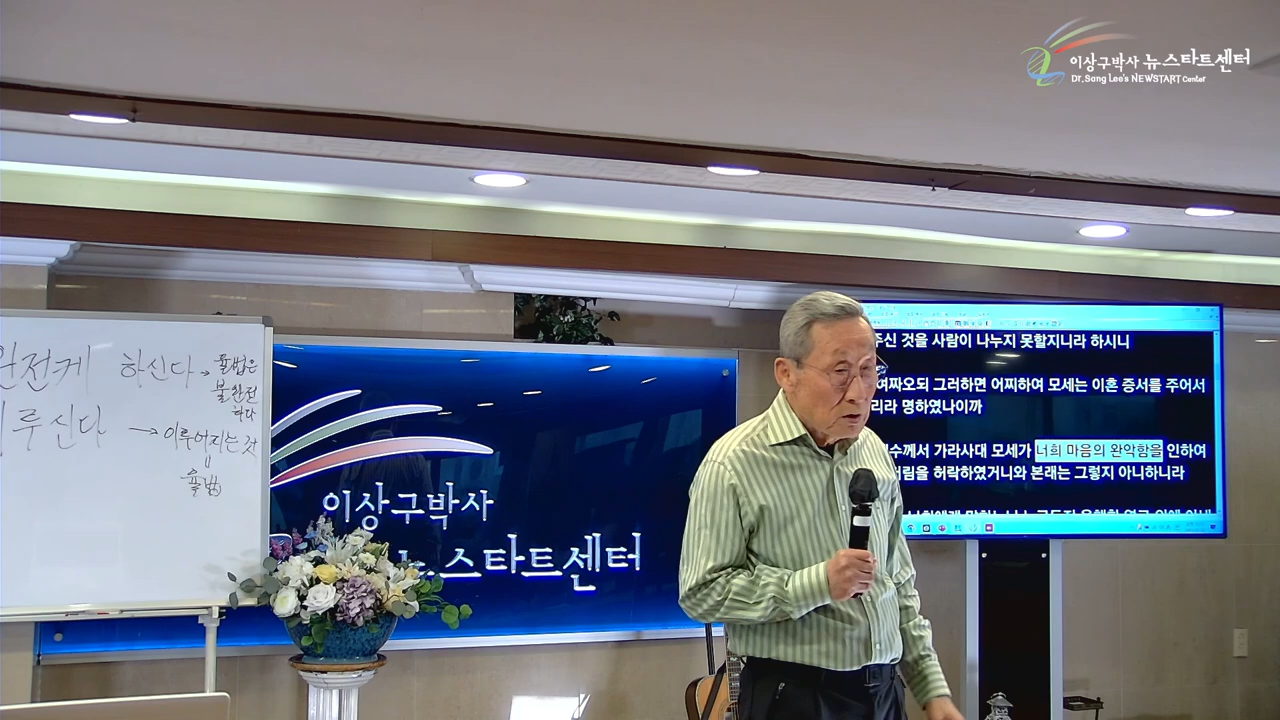 이상구박사 뉴스타트센터
Dr. Sang Lee's NEWSTART Center
완전케 하신다 → 율법은
불완전
하다
이루신다 → 이루어지는 것
율법
이상구박사
뉴스타트센터
주신 것을 사람이 나누지 못할지니라 하시니
여짜오되 그러하면 어찌하여 모세는 이혼 증서를 주어서
리라 명하였나이까
수께서 가라사대 모세가 너희 마음의 완악함을 인하여
버림을 허락하였거니와 본래는 그렇지 아니하니라